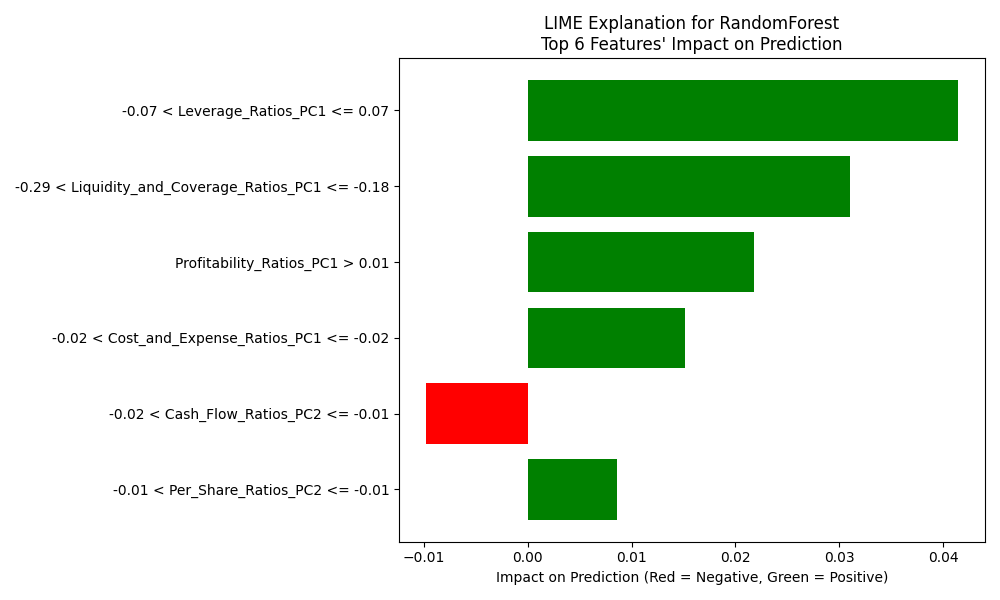 LIME Explanation for RandomForest
Top 6 Features' Impact on Prediction
-0.07 < Leverage_Ratios_PC1 <= 0.07
-0.29 < Liquidity_and_Coverage_Ratios_PC1 <= -0.18
Profitability_Ratios_PC1 > 0.01
-0.02 < Cost_and_Expense_Ratios_PC1 <= -0.02
-0.02 < Cash_Flow_Ratios_PC2 <= -0.01
-0.01 < Per_Share_Ratios_PC2 <= -0.01
−0.01 0.00 0.01 0.02 0.03 0.04
Impact on Prediction (Red = Negative, Green = Positive)